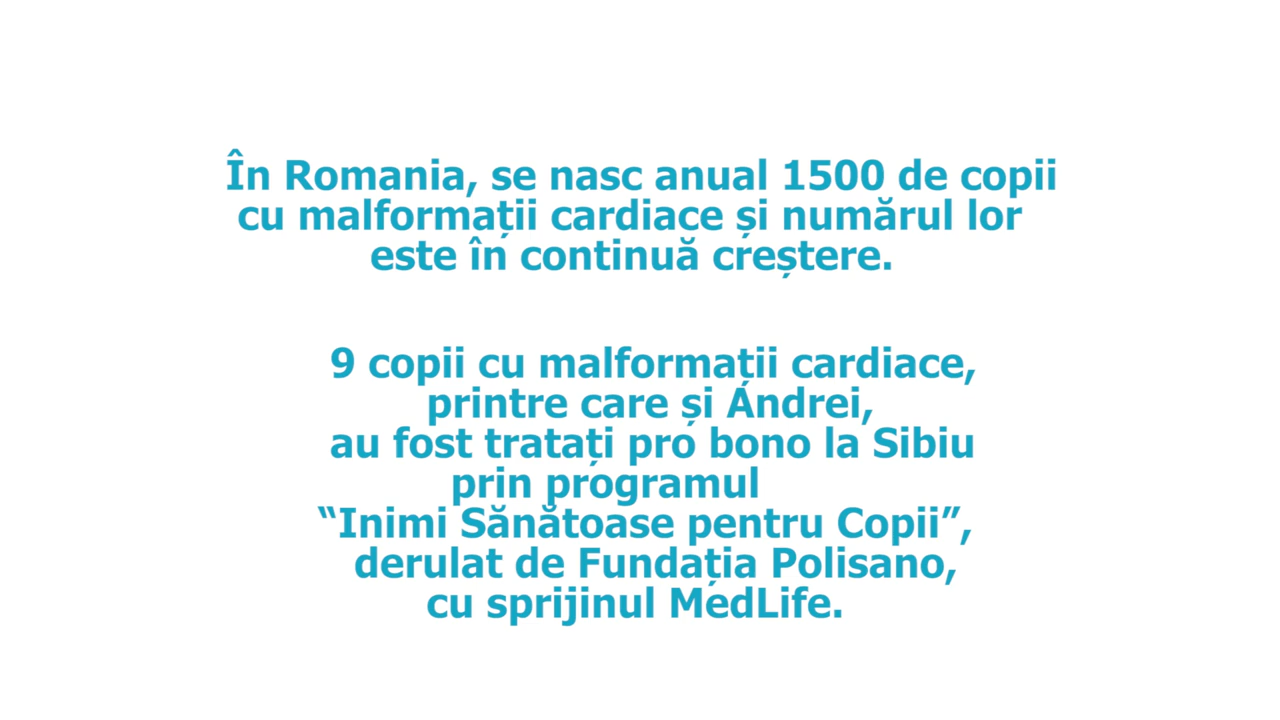 În Romania, se nasc anual 1500 de copii
cu malformații cardiace și numărul lor
este în continuă creștere.
9 copii cu malformații cardiace,
printre care și Andrei,
au fost tratați pro bono la Sibiu
prin programul
“Inimi Sănătoase pentru Copii”,
derulat de Fundația Polisano,
cu sprijinul MedLife.